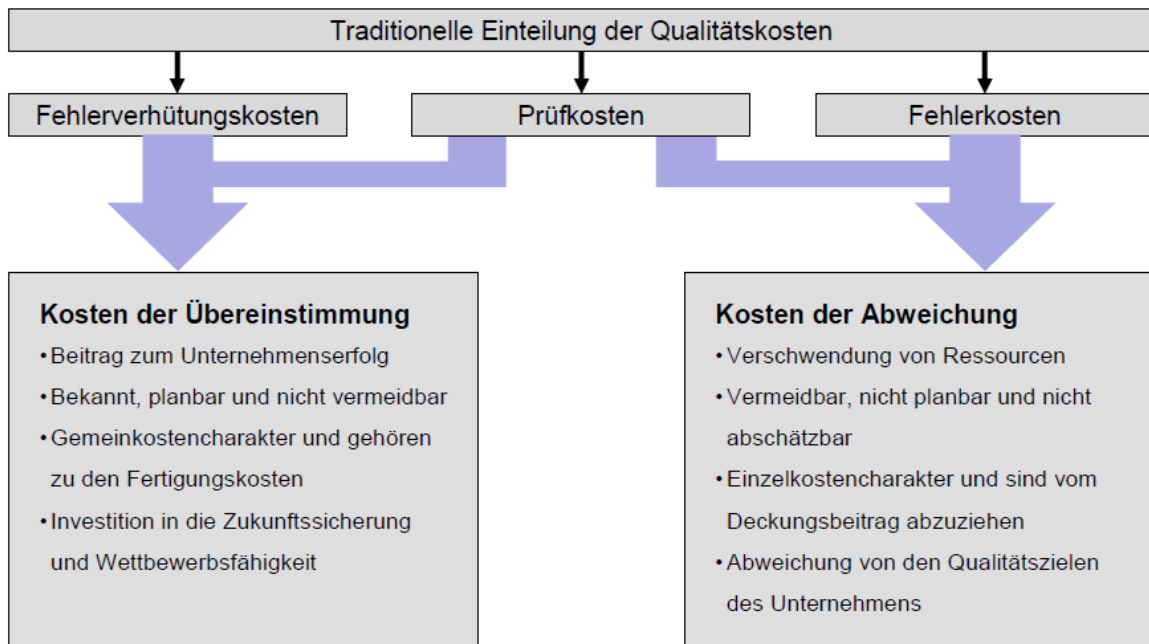 Traditionelle Einteilung der Qualitätskosten
Fehlerverhütungskosten
Prüfkosten
Fehlerkosten
Kosten der Übereinstimmung
• Beitrag zum Unternehmenserfolg
• Bekannt, planbar und nicht vermeidbar
• Gemeinkostencharakter und gehören
zu den Fertigungskosten
• Investition in die Zukunftssicherung
und Wettbewerbsfähigkeit
Kosten der Abweichung
• Verschwendung von Ressourcen
• Vermeidbar, nicht planbar und nicht
abschätzbar
• Einzelkostencharakter und sind vom
Deckungsbeitrag abzuziehen
• Abweichung von den Qualitätszielen
des Unternehmens